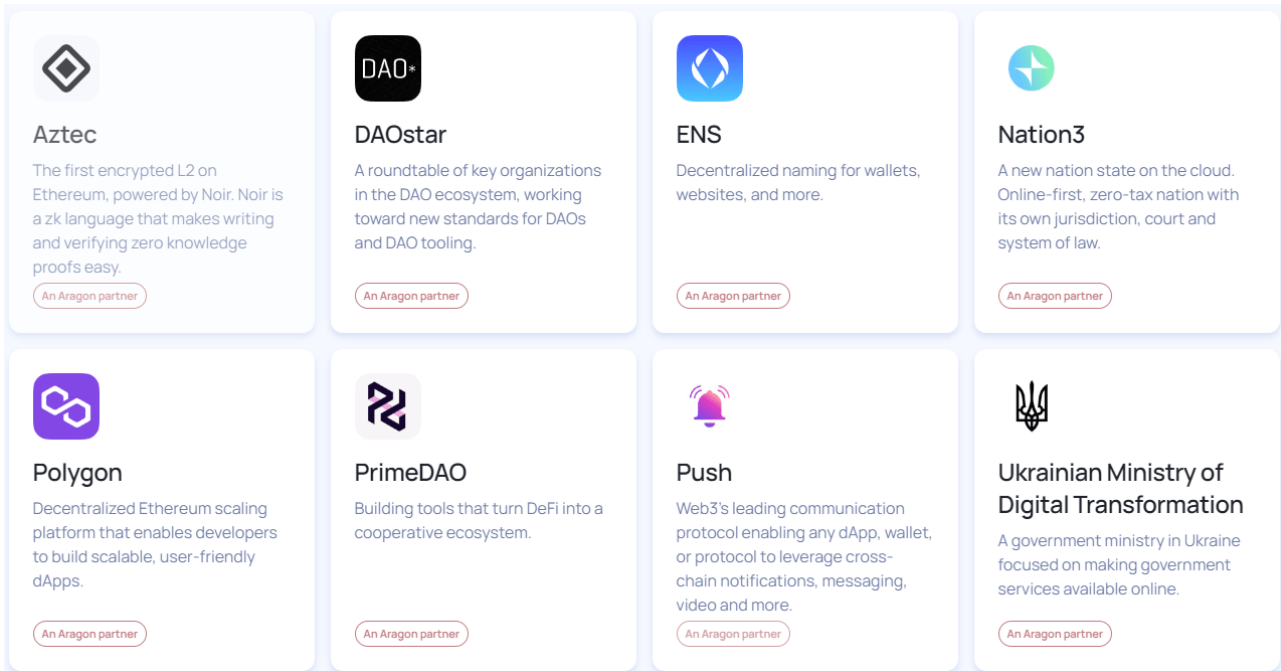 DAO*
Aztec
The first encrypted L2 on
Ethereum, powered by Noir. Noir is
a zk language that makes writing
and verifying zero knowledge
proofs easy.
An Aragon partner
DAOstar
A roundtable of key organizations
in the DAO ecosystem, working
toward new standards for DAOs
and DAO tooling.
An Aragon partner
ENS
Decentralized naming for wallets,
websites, and more.
An Aragon partner
Nation3
A new nation state on the cloud.
Online-first, zero-tax nation with
its own jurisdiction, court and
system of law.
An Aragon partner
Polygon
Decentralized Ethereum scaling
platform that enables developers
to build scalable, user-friendly
dApps.
An Aragon partner
PrimeDAO
Building tools that turn DeFi into a
cooperative ecosystem.
An Aragon partner
Push
Web3's leading communication
protocol enabling any dApp, wallet,
or protocol to leverage cross-
chain notifications, messaging,
video and more.
An Aragon partner
Ukrainian Ministry of
Digital Transformation
A government ministry in Ukraine
focused on making government
services available online.
An Aragon partner